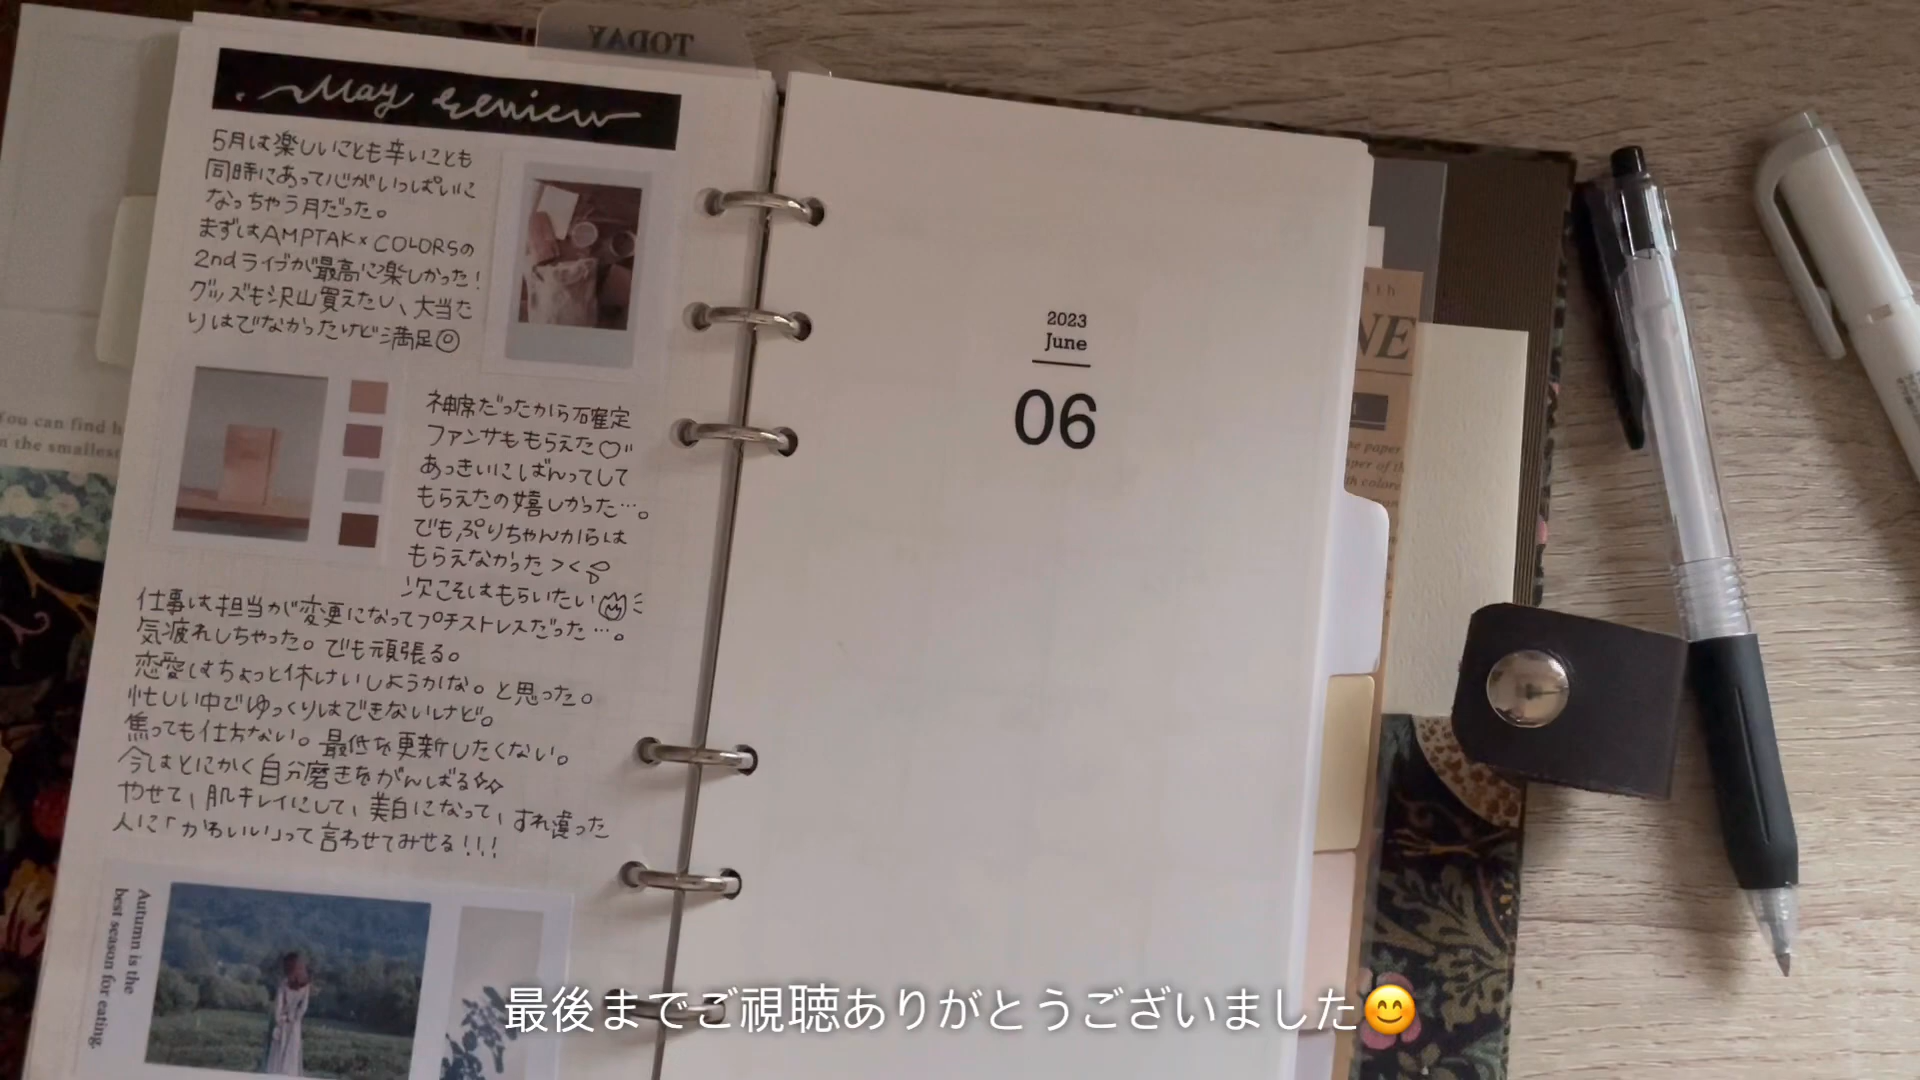 TODAY
May review
5月は楽しいことも辛いことも
同時にあって心がいっぱいに
なっちゃう月だった。
まずはAMPTAK×COLORSの
2ndライブが最高に楽しかった!
グッズも沢山買えたし、大当た
りはでなかったけど満足◎
神席だったから確定
ファンサももらえた♡
あっきいにしばんってして
もらえたの嬉しかった…。
でもぷりちゃんからは
もらえなかった><
次こそはもらいたい
仕事は担当が変更になってプチストレスだった…。
気疲れしちゃった。でも頑張る。
恋愛はちょっと休けいしようかな。と思った。
忙しい中でゆっくりはできないけど。
焦っても仕方ない。最低を更新したくない。
今はとにかく自分磨きをがんばる✧✧
やせて、肌キレイにして、美白になって、すれ違った
人に「かわいい」って言わせてみせる!!!
Autumn is the
best season for eating.
You can find h
n the smallest
2023
June
06
NE
最後までご視聴ありがとうございました😊